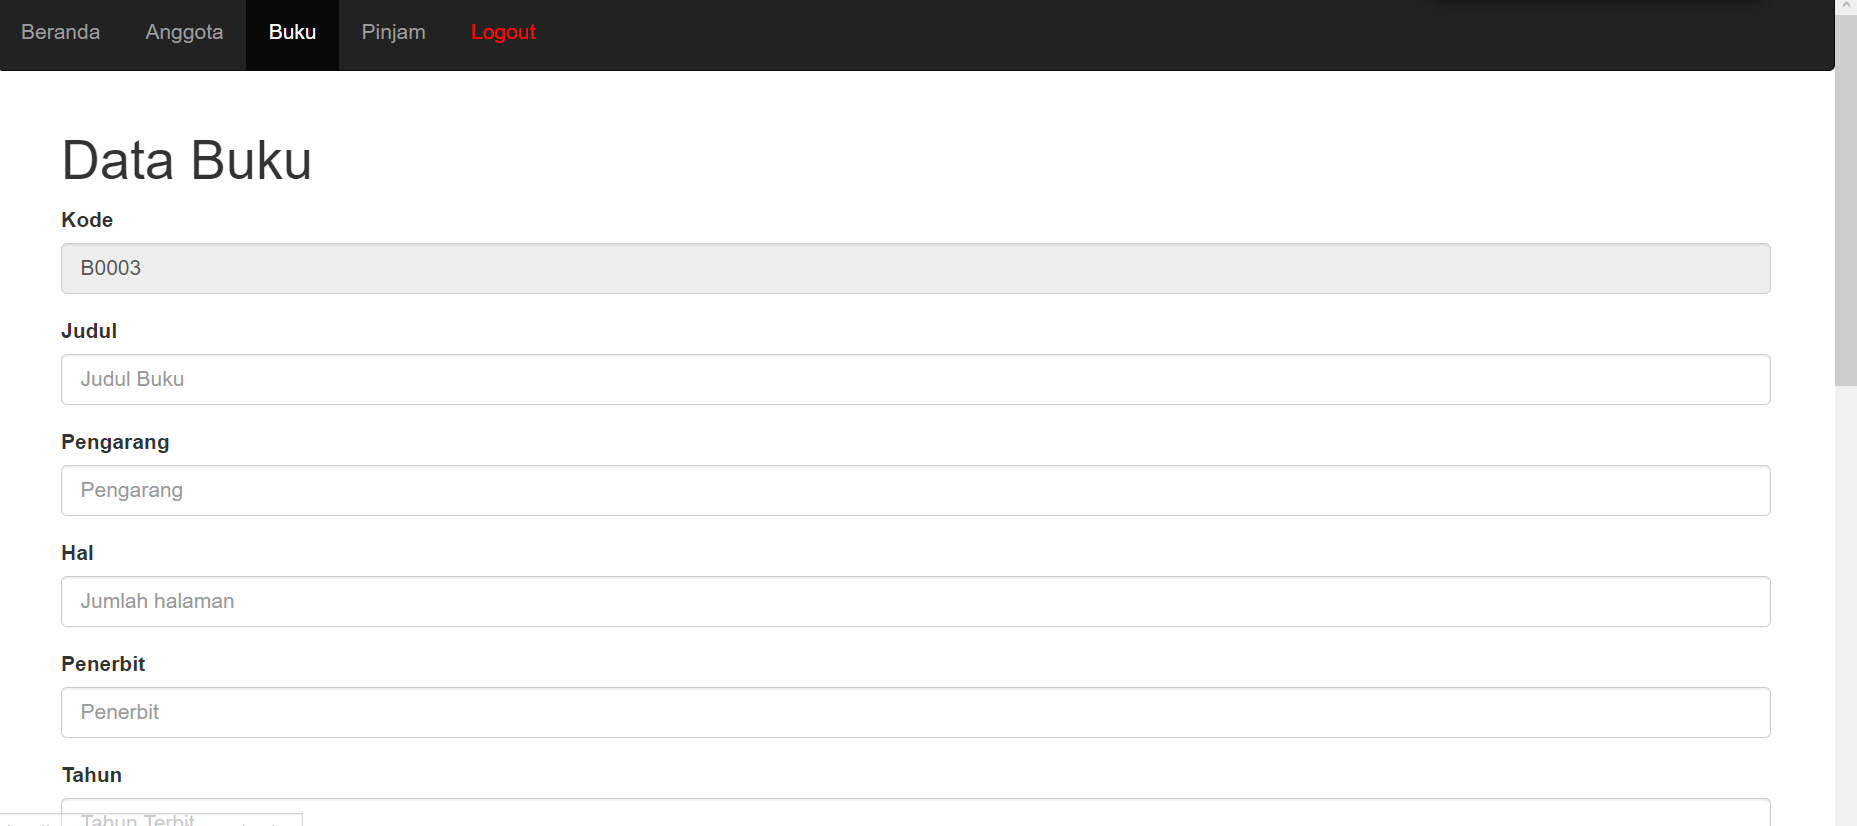 Beranda Anggota Buku Pinjam Logout
Data Buku
Kode
B0003
Judul
Judul Buku
Pengarang
Pengarang
Hal
Jumlah halaman
Penerbit
Penerbit
Tahun
Tahun Terbit